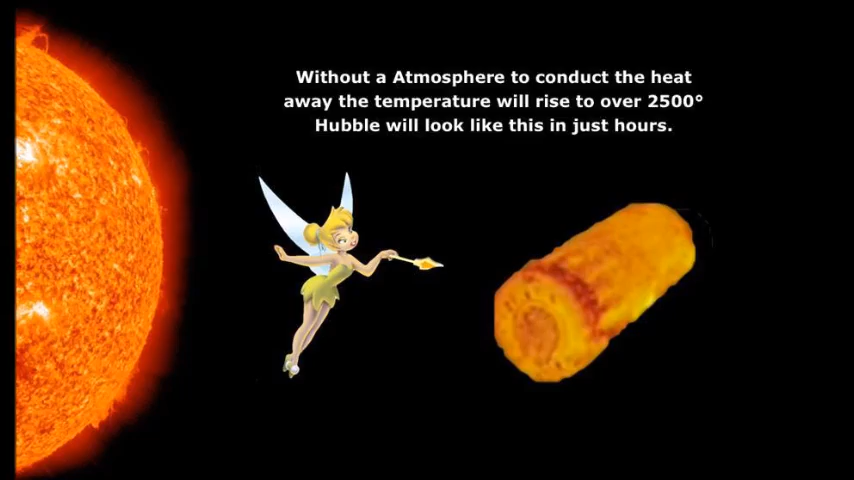 Without a Atmosphere to conduct the heat
away the temperature will rise to over 2500°
Hubble will look like this in just hours.